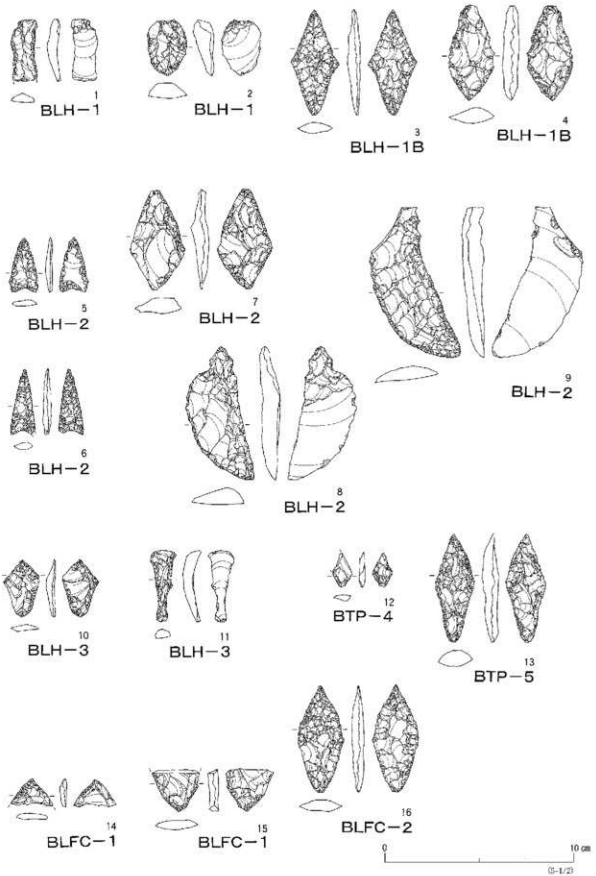 1
BLH-1
2
BLH-1
3
BLH-1B
4
BLH-1B
5
BLH-2
7
BLH-2
9
BLH-2
6
BLH-2
8
BLH-2
10
BLH-3
11
BLH-3
12
BTP-4
13
BTP-5
14
BLFC-1
15
BLFC-1
16
BLFC-2
0 10 cm
(S-1/2)